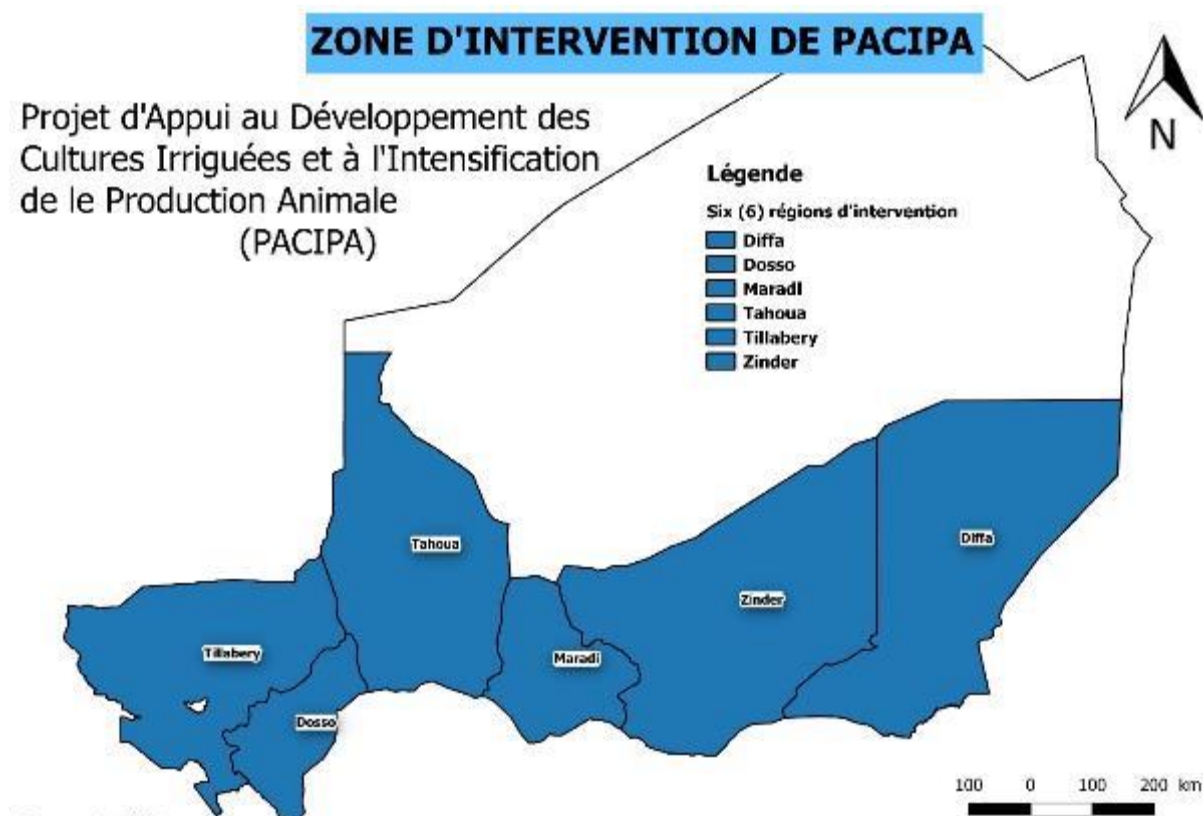 ZONE D'INTERVENTION DE PACIPA
Projet d'Appui au Développement des
Cultures Irriguées et à l'Intensification
de le Production Animale
(PACIPA)
N
Légende
Six (6) régions d'intervention
Diffa
Dosso
Maradi
Tahoua
Tillabery
Zinder
Tahoua
Diffa
Zinder
Tillabery
Maradi
Dosso
100 0 100 200 km